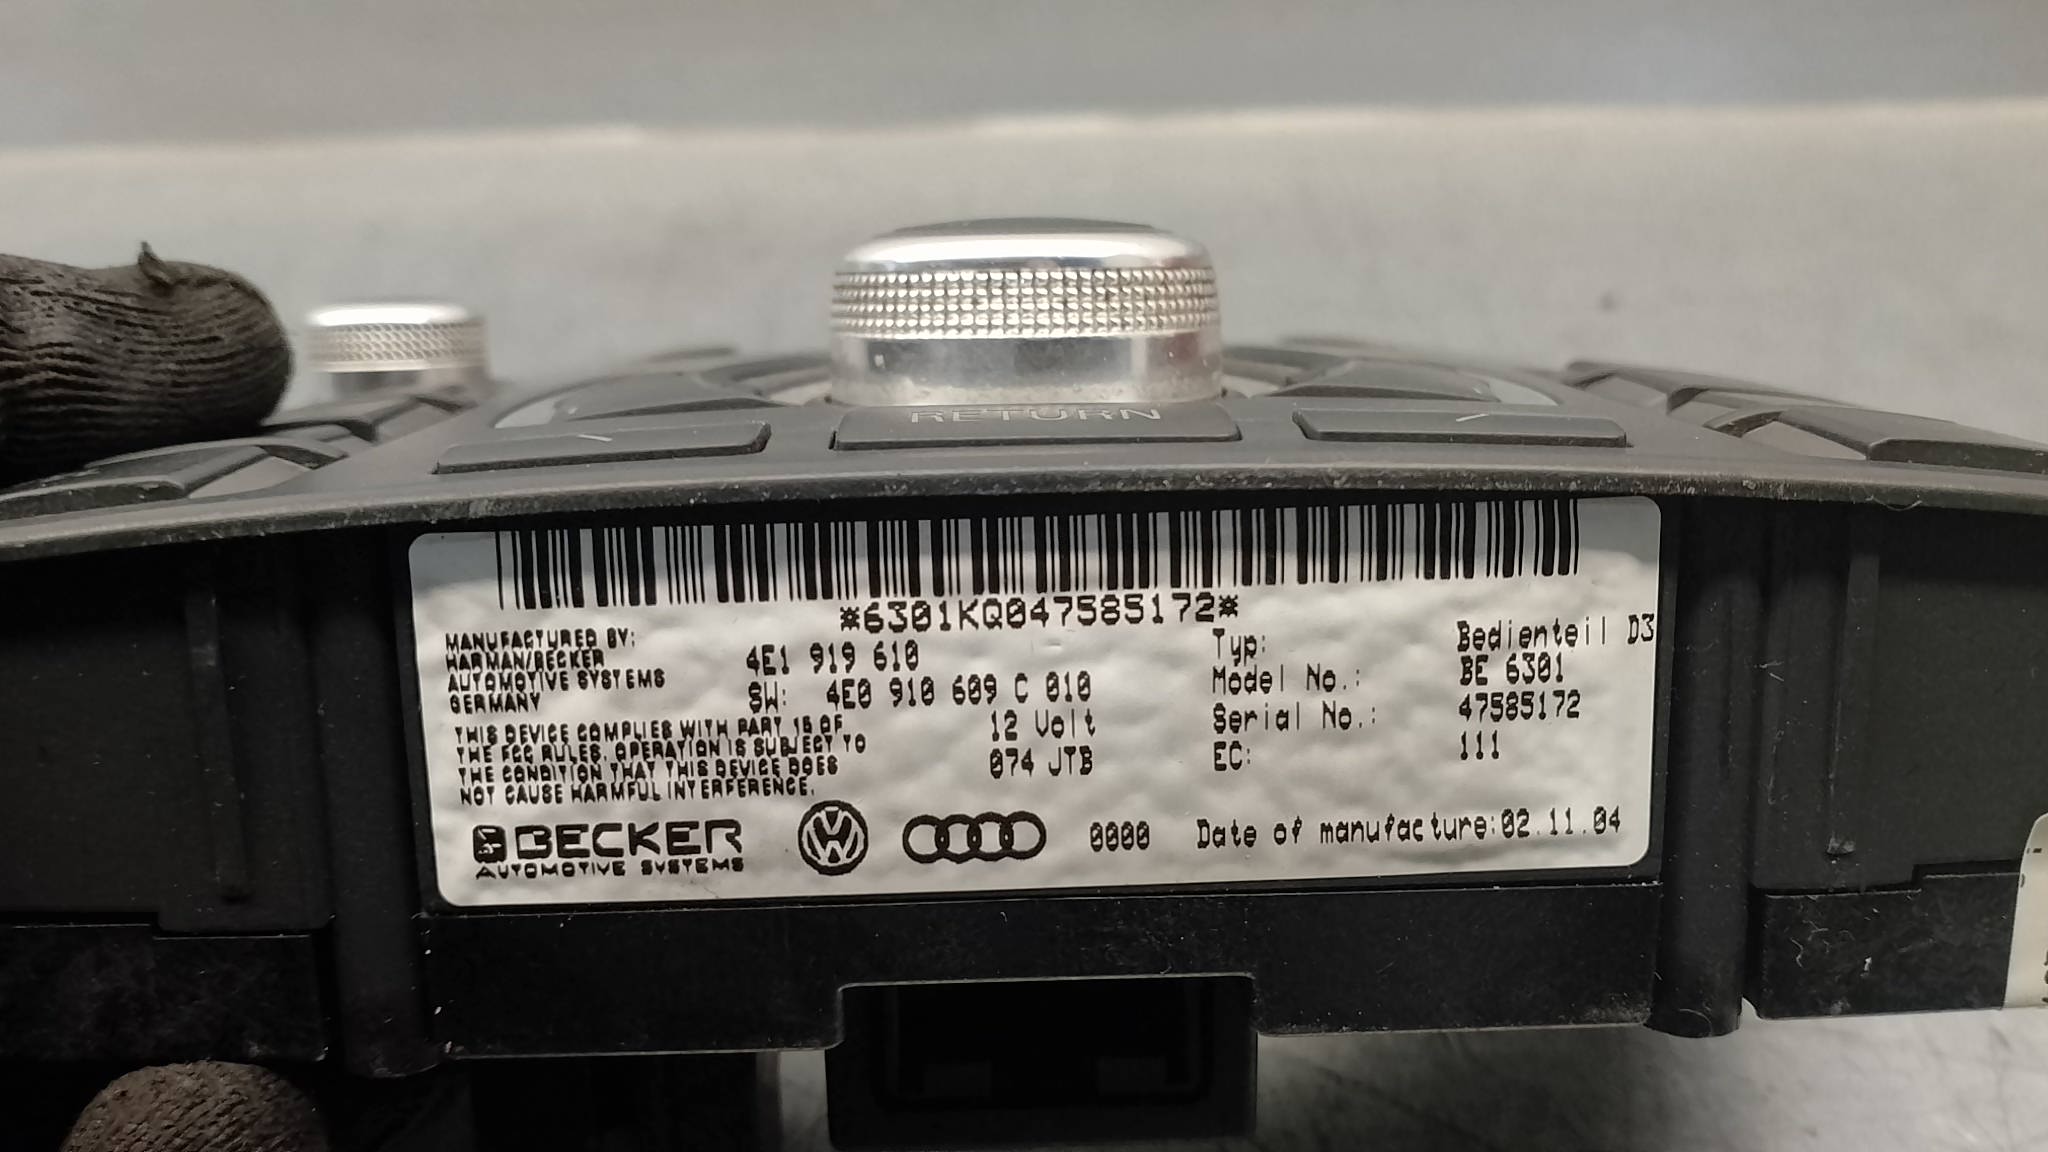 RETURN
*6301KQ047585172*
MANUFACTURED BY:
HARMAN/BECKER
AUTOMOTIVE SYSTEMS
GERMANY
4E1 919 610
SW: 4E0 910 609 C 010
12 Volt
074 JTB
Typ: Bedienteil D3
Model No.: BE 6301
Serial No.: 47585172
EC: 111
THIS DEVICE COMPLIES WITH PART 15 OF
THE FCC RULES. OPERATION IS SUBJECT TO
THE CONDITION THAT THIS DEVICE DOES
NOT CAUSE HARMFUL INTERFERENCE.
BECKER
AUTOMOTIVE SYSTEMS
0000
Date of manufacture:02.11.04